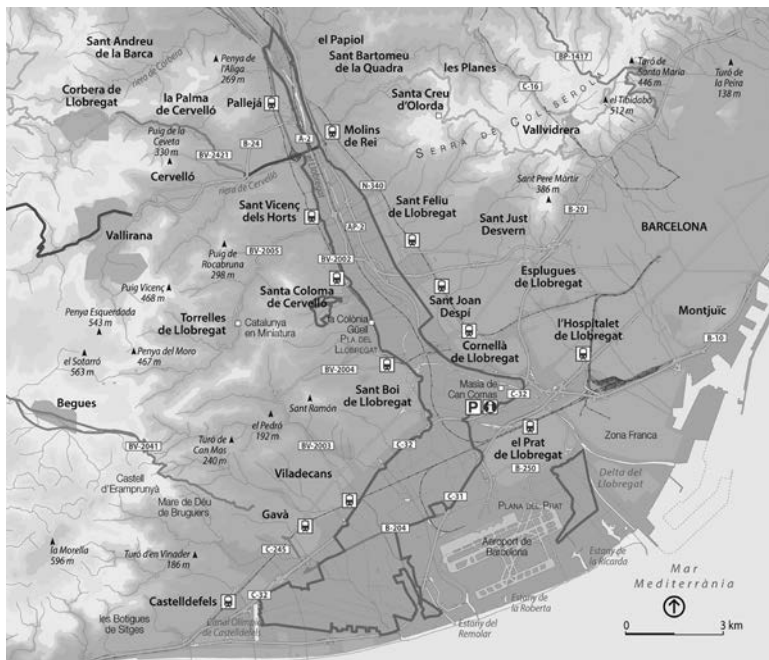 Sant Andreu
de la Barca
Penya de
l'Aliga
269 m
el Papiol
Sant Bartomeu
de la Quadra
les Planes
BP-1417
Turó de
Santa Maria
446 m
Turó de
la Peira
138 m
riera de Corbera
Corbera de
Llobregat
la Palma
de Cervelló
Pallejá
Santa Creu
d'Olorda
C-16
el Tibidabo
512 m
Puig de la
Ceveta
330 m
B-24
A-2
Molins
de Rei
SERRA DE COLLSEROLA
Vallvidrera
BV-2421
Cervelló
riera de Cervelló
N-340
Sant Pere Màrtir
386 m
Sant Vicenç
dels Horts
Sant Feliu
de Llobregat
Sant Just
Desvern
B-20
BARCELONA
Vallirana
AP-2
Puig de
Rocabruna
298 m
BV-2005
BV-2002
Esplugues
de Llobregat
Puig Vicenç
468 m
Santa Coloma
de Cervelló
Sant Joan
Despí
Montjuïc
Penya Esquerdada
543 m
Torrelles
de Llobregat
Catalunya
en Miniatura
la Colònia
Güell
PLA DEL
LLOBREGAT
l'Hospitalet
de Llobregat
Cornellà
de Llobregat
B-10
el Sotarró
563 m
Penya del Moro
467 m
BV-2004
Masia de
Can Comas
C-32
Begues
Sant Boi
de Llobregat
Sant Ramón
P
el Pedró
192 m
el Prat
de Llobregat
Zona Franca
BV-2041
Turó de
Can Mas
240 m
BV-2003
C-32
B-250
Delta del
Llobregat
Castell
d'Eramprunyà
Viladecans
Mare de Déu
de Bruguers
C-31
PLANA DEL PRAT
Gavà
B-204
Aeroport de
Barcelona
la Morella
596 m
Turó d'en Vinader
186 m
C-245
Estany de
la Ricarda
Mar
Mediterrània
Castelldefels
C-32
Estany de
la Roberta
les Botigues
de Sitges
Canal Olímpic
de Castelldefels
Estany del
Remolar
0
3 km